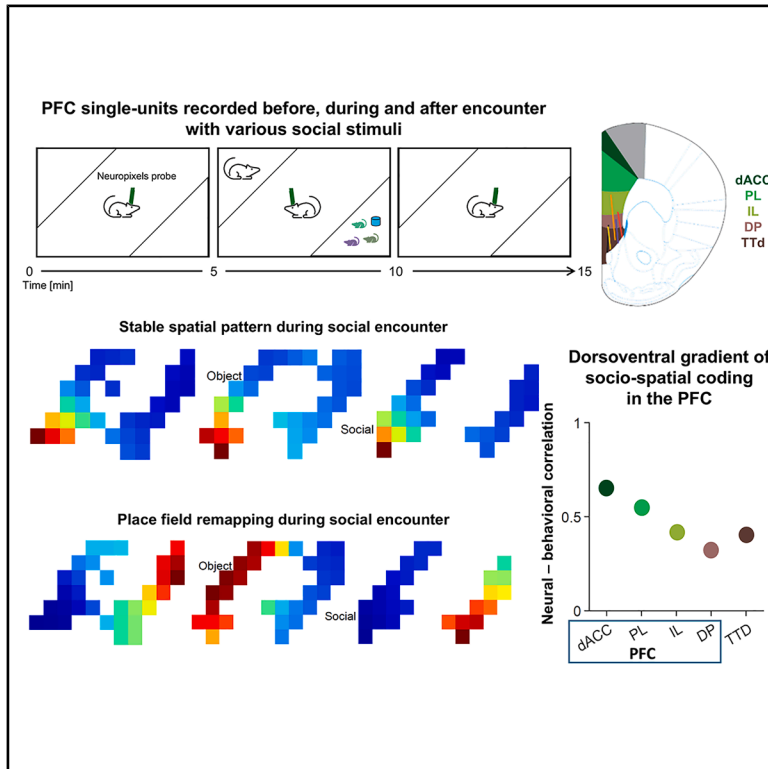 PFC single-units recorded before, during and after encounter
with various social stimuli
Neuropixels probe
0
5
10
15
Time [min]
dACC
PL
IL
DP
TTd
Stable spatial pattern during social encounter
Object
Social
Place field remapping during social encounter
Object
Social
Dorsoventral gradient of
socio-spatial coding
in the PFC
Neural – behavioral correlation
1
0.5
0
dACC
PL
IL
DP
TTD
PFC